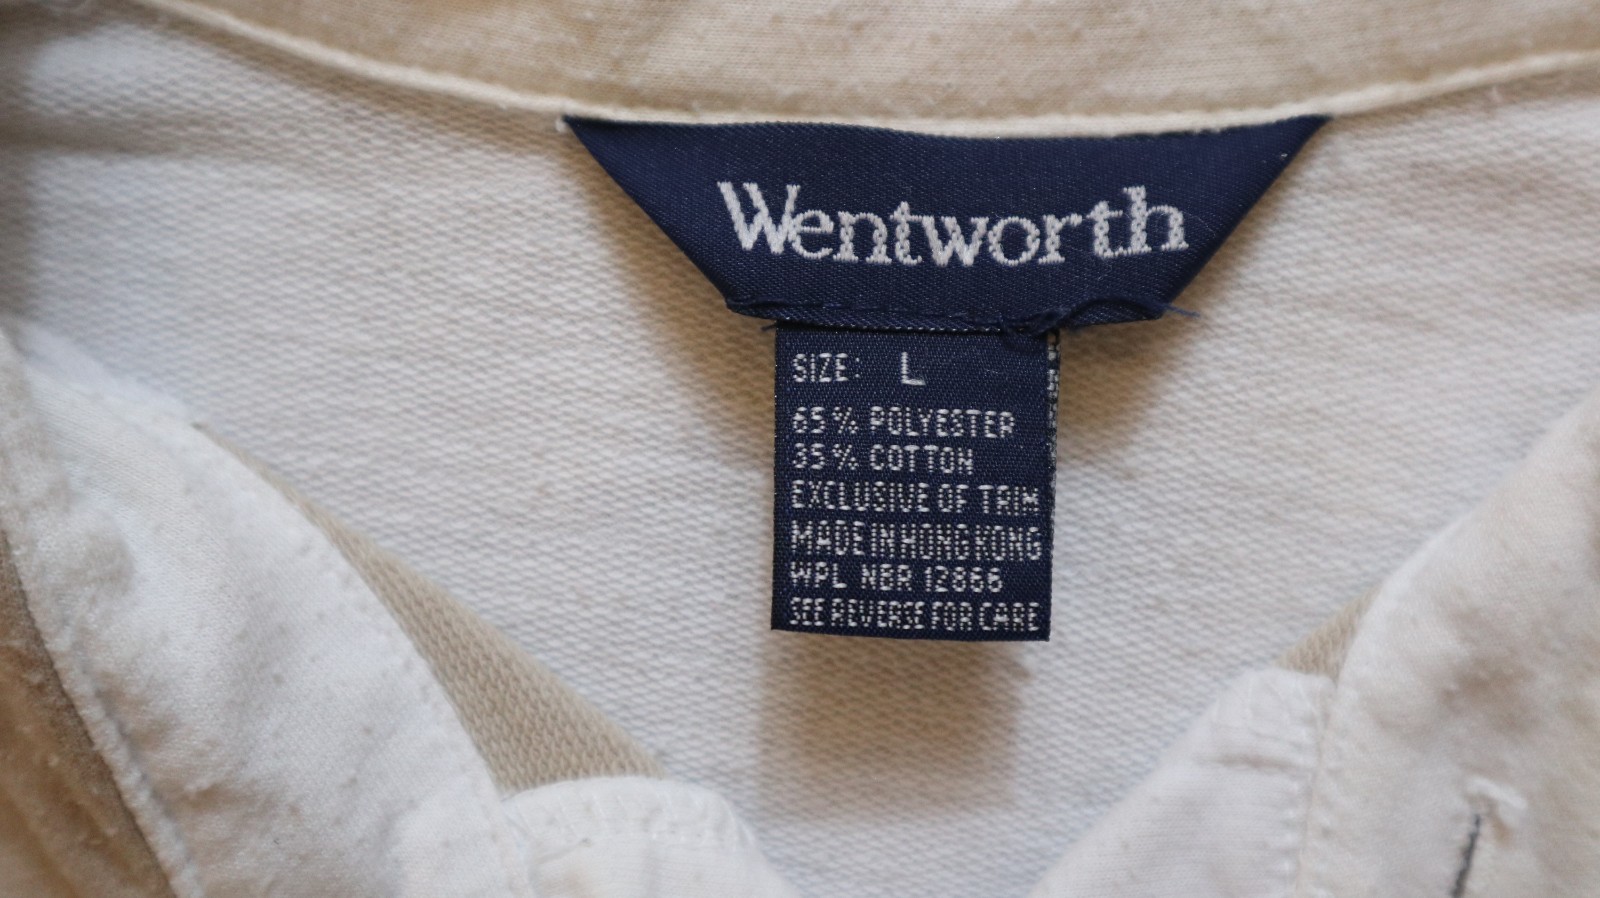 Wentworth
SIZE: L
65% POLYESTER
35% COTTON
EXCLUSIVE OF TRIM
MADE IN HONG KONG
WPL NBR 12866
SEE REVERSE FOR CARE